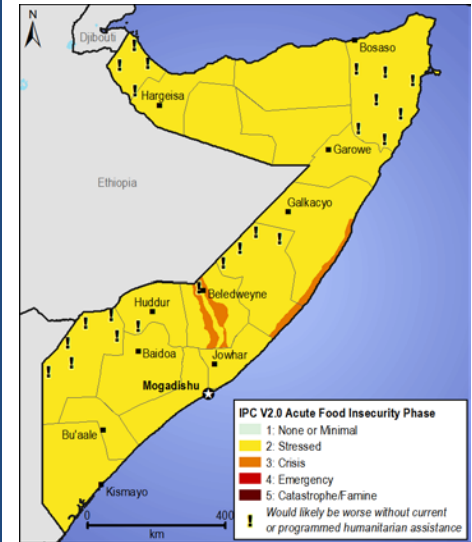 N
Djibouti
Bosaso
Hargeisa
Garowe
Ethiopia
Galkacyo
Beledweyne
Huddur
Baidoa
Jowhar
Mogadishu
Bu'aale
Kismayo
0
400
km
IPC V2.0 Acute Food Insecurity Phase
1: None or Minimal
2: Stressed
3: Crisis
4: Emergency
5: Catastrophe/Famine
! Would likely be worse without current
or programmed humanitarian assistance